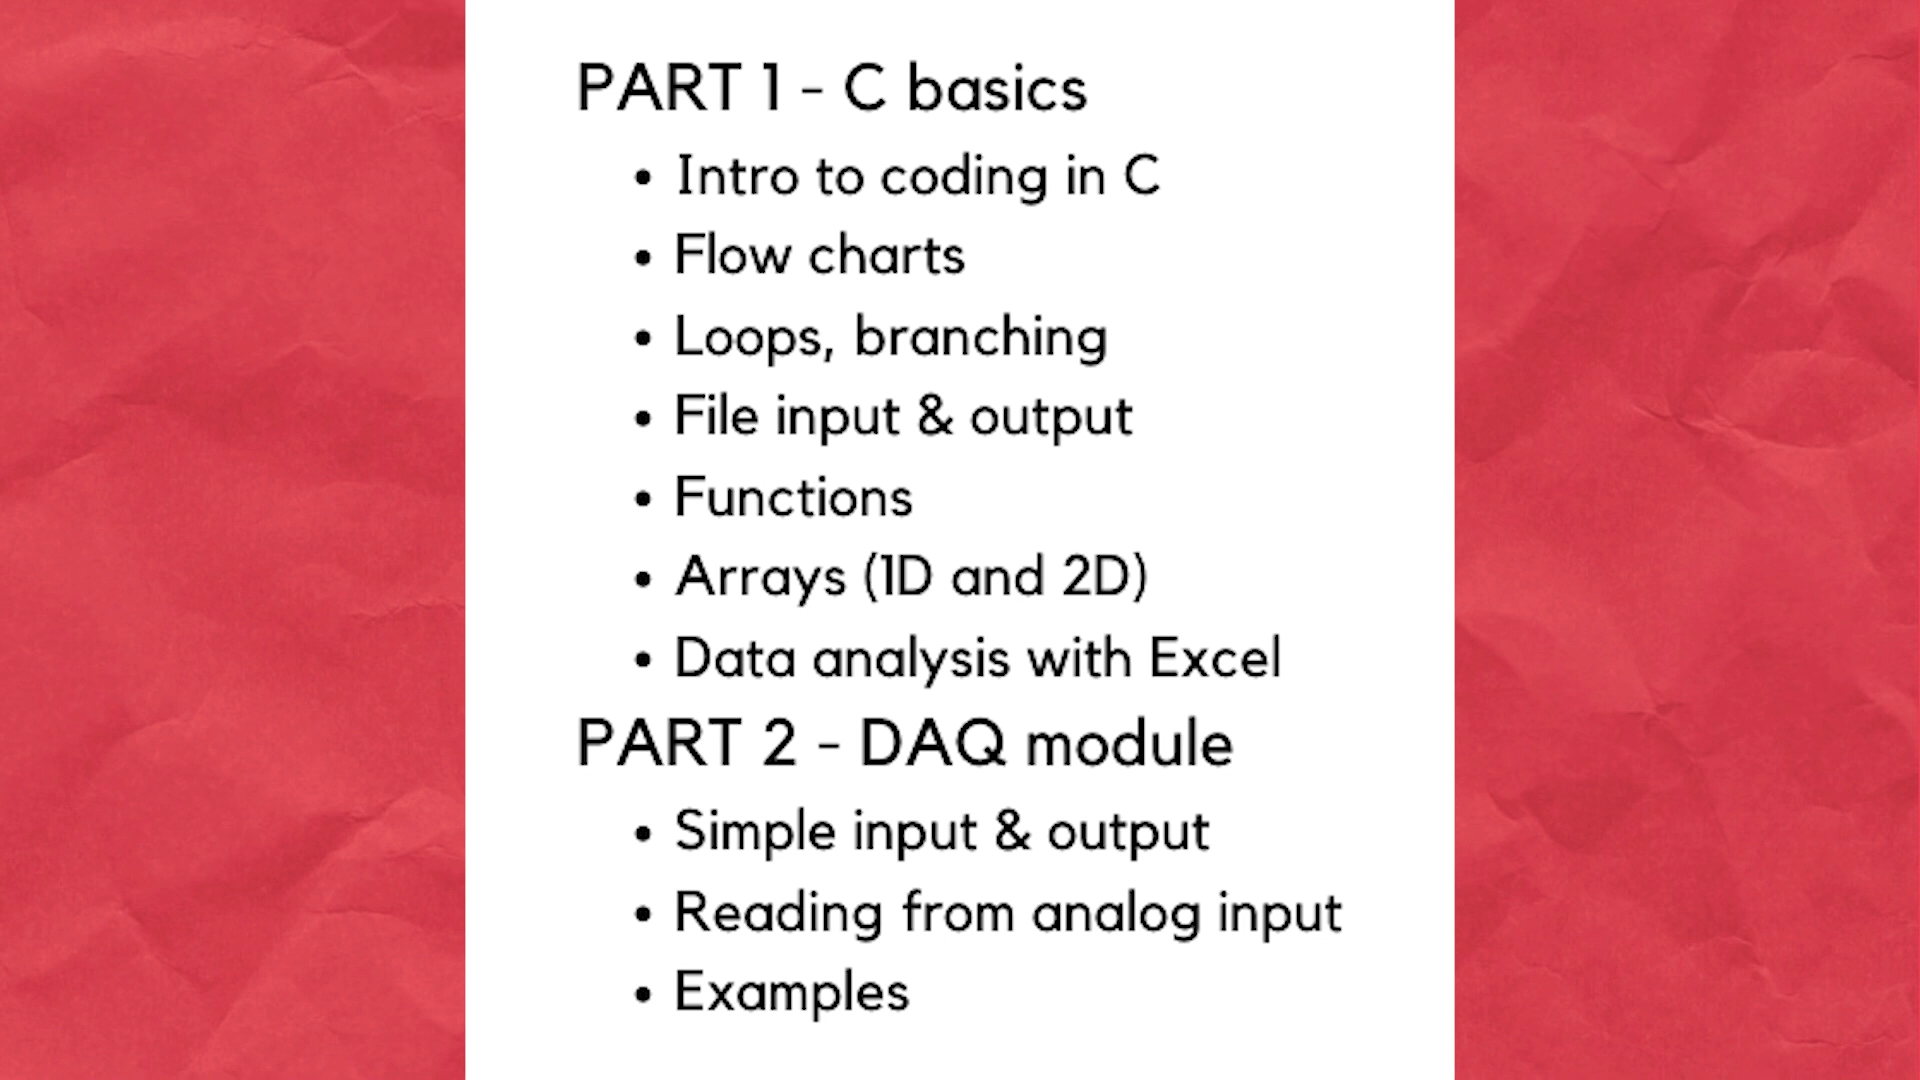 PART 1 - C basics
• Intro to coding in C
• Flow charts
• Loops, branching
• File input & output
• Functions
• Arrays (1D and 2D)
• Data analysis with Excel
PART 2 - DAQ module
• Simple input & output
• Reading from analog input
• Examples